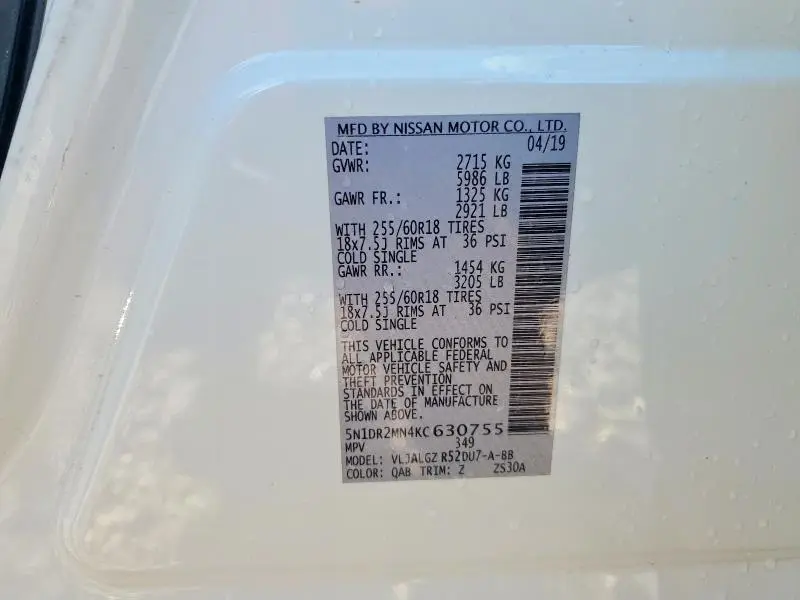 MFD BY NISSAN MOTOR CO., LTD.
DATE: 04/19
GVWR: 2715 KG
5986 LB
GAWR FR.: 1325 KG
2921 LB
WITH 255/60R18 TIRES
18x7.5J RIMS AT 36 PSI
COLD SINGLE
GAWR RR.: 1454 KG
3205 LB
WITH 255/60R18 TIRES
18x7.5J RIMS AT 36 PSI
COLD SINGLE
THIS VEHICLE CONFORMS TO
ALL APPLICABLE FEDERAL
MOTOR VEHICLE SAFETY AND
THEFT PREVENTION
STANDARDS IN EFFECT ON
THE DATE OF MANUFACTURE
SHOWN ABOVE.
5N1DR2MN4KC630755
MPV 349
MODEL: VLJALGZ R52DU7-A-BB
COLOR: QAB TRIM: Z ZS30A